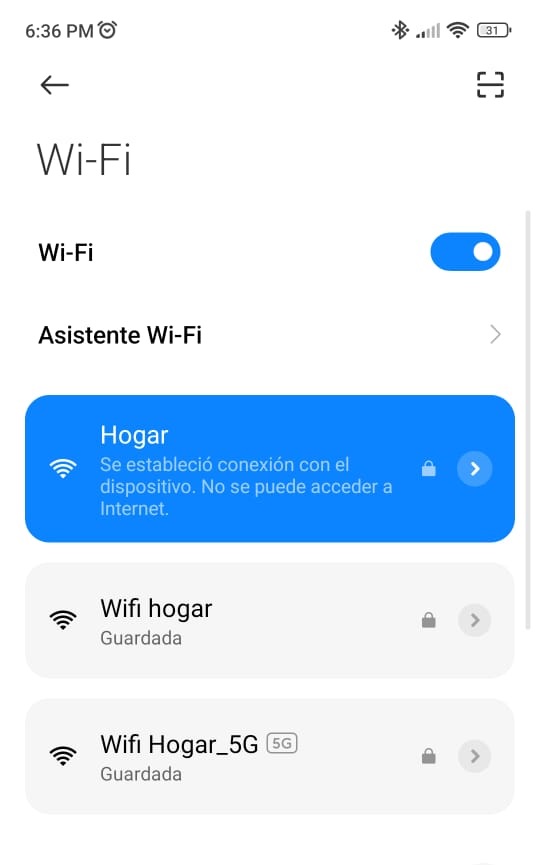 6:36 PM
31
Wi-Fi
Wi-Fi
Asistente Wi-Fi
Hogar
Se estableció conexión con el
dispositivo. No se puede acceder a
Internet.
Wifi hogar
Guardada
Wifi Hogar_5G 5G
Guardada